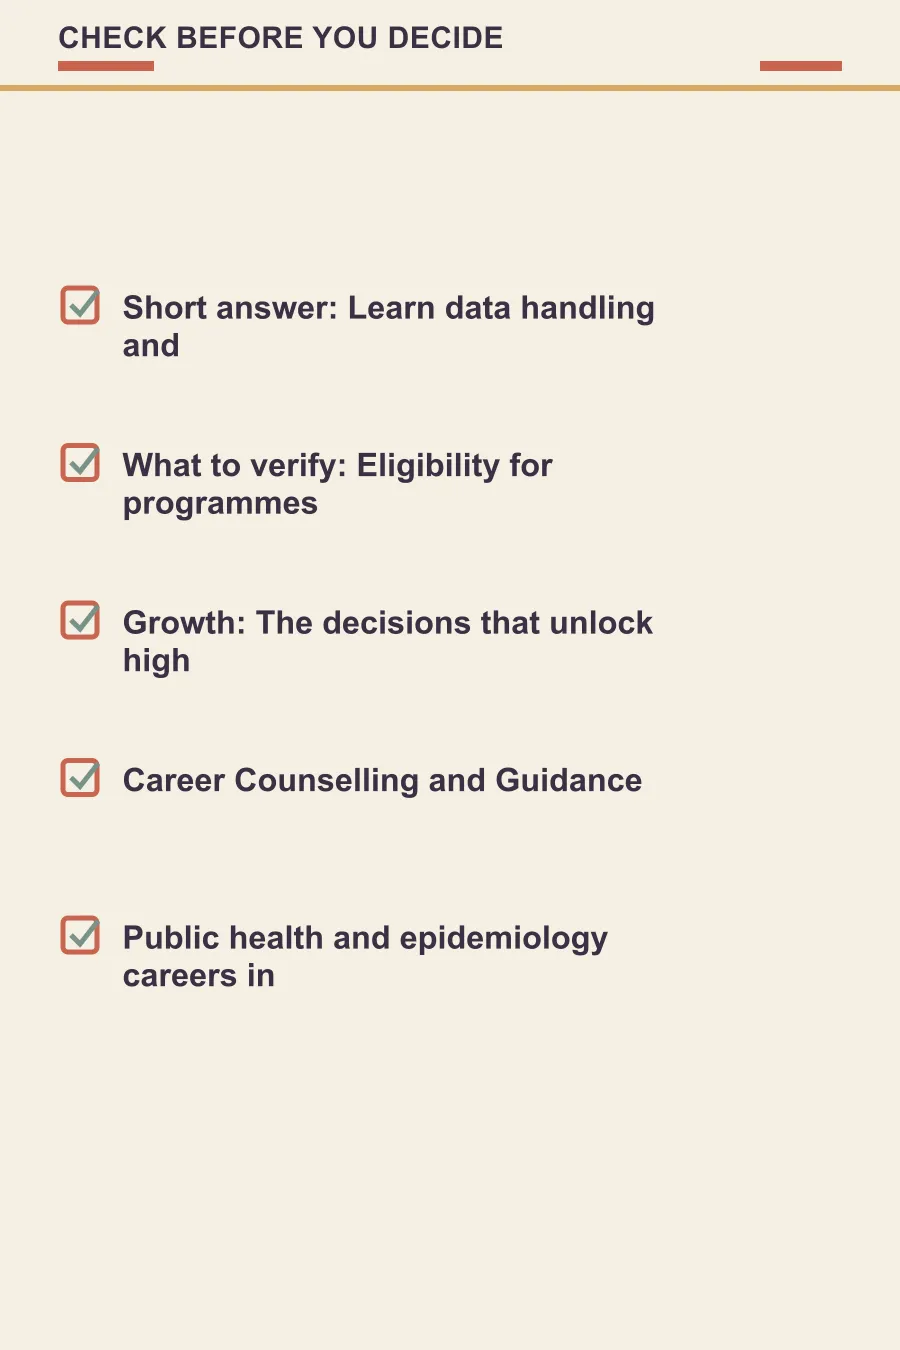 CHECK BEFORE YOU DECIDE
Short answer: Learn data handling
and
What to verify: Eligibility for
programmes
Growth: The decisions that unlock
high
Career Counselling and Guidance
Public health and epidemiology
careers in